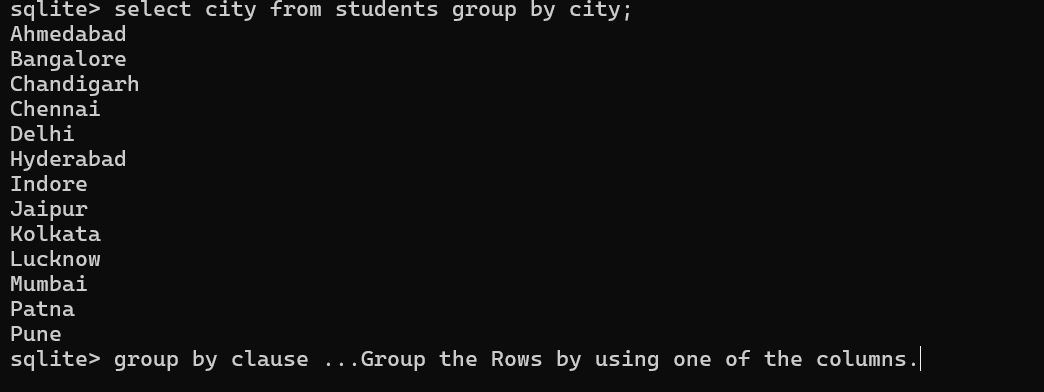 sqlite> select city from students group by city;
Ahmedabad
Bangalore
Chandigarh
Chennai
Delhi
Hyderabad
Indore
Jaipur
Kolkata
Lucknow
Mumbai
Patna
Pune
sqlite> group by clause ...Group the Rows by using one of the columns.